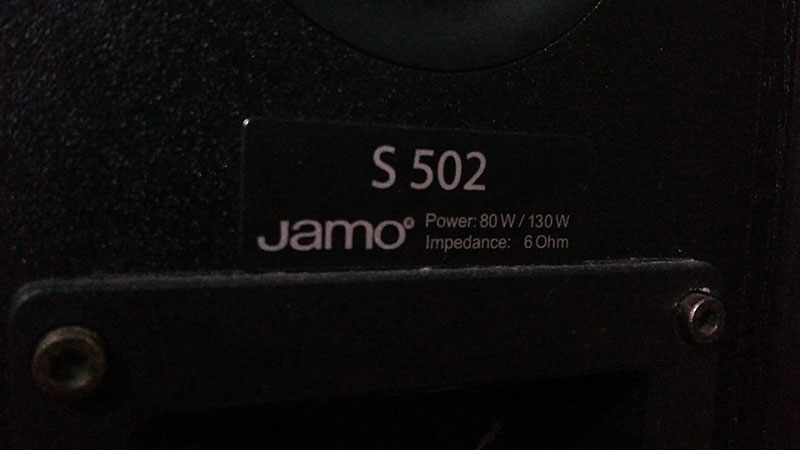 S 502
Jamo®
Power: 80 W / 130 W
Impedance: 6 Ohm